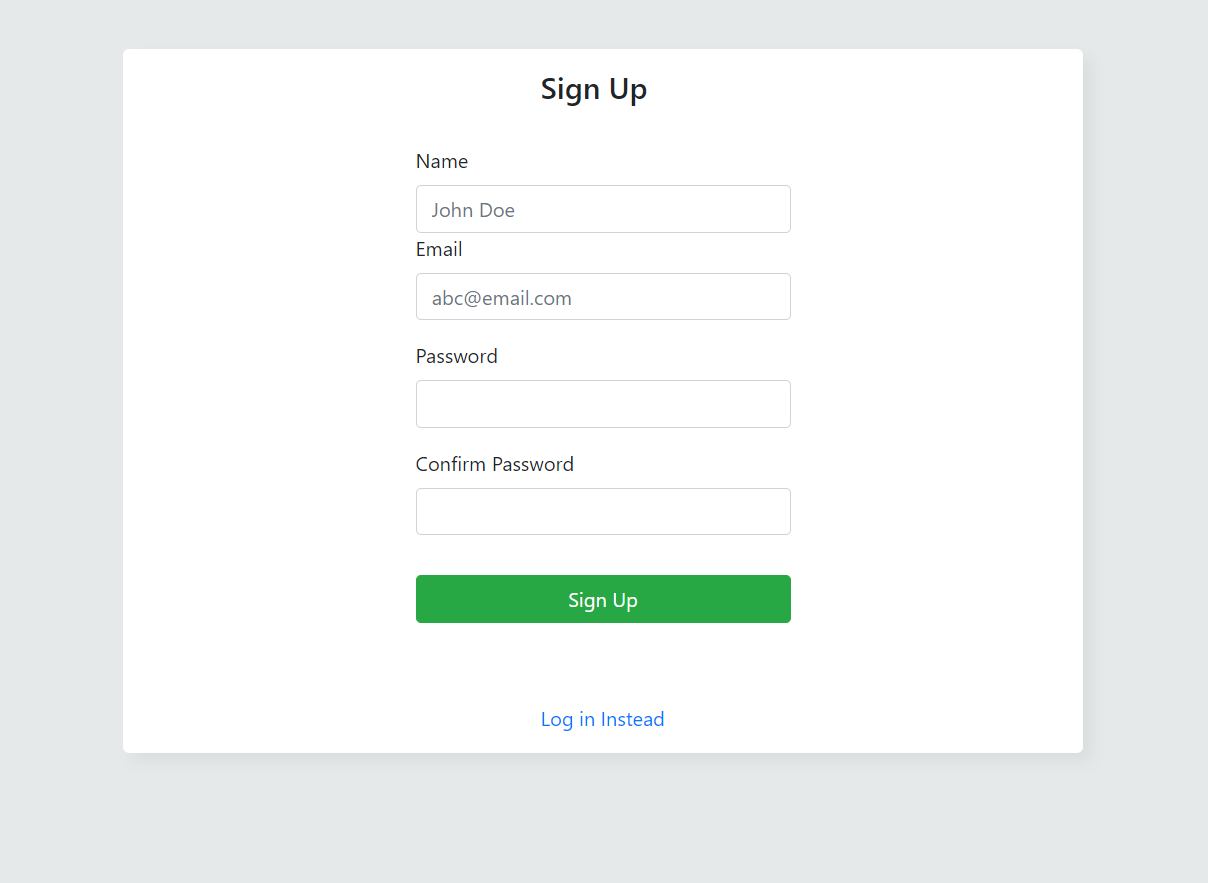 Sign Up
Name
John Doe
Email
abc@email.com
Password
Confirm Password
Sign Up
Log in Instead